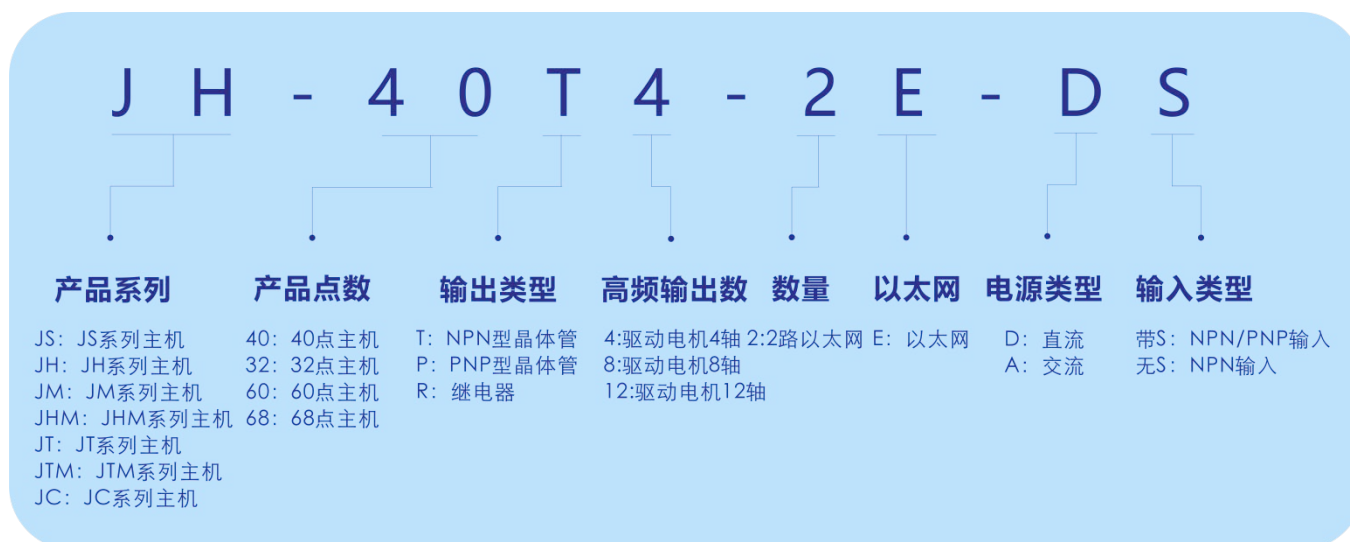 JH-40T4-2E-DS
产品系列 产品点数 输出类型 高频输出数 数量 以太网 电源类型 输入类型
JS：JS系列主机 40：40点主机 T：NPN型晶体管 4:驱动电机4轴 2:2路以太网 E：以太网 D：直流 带S：NPN/PNP输入
JH：JH系列主机 32：32点主机 P：PNP型晶体管 8:驱动电机8轴 A：交流 无S：NPN输入
JM：JM系列主机 60：60点主机 R：继电器 12:驱动电机12轴
JHM：JHM系列主机 68：68点主机
JT：JT系列主机
JTM：JTM系列主机
JC：JC系列主机